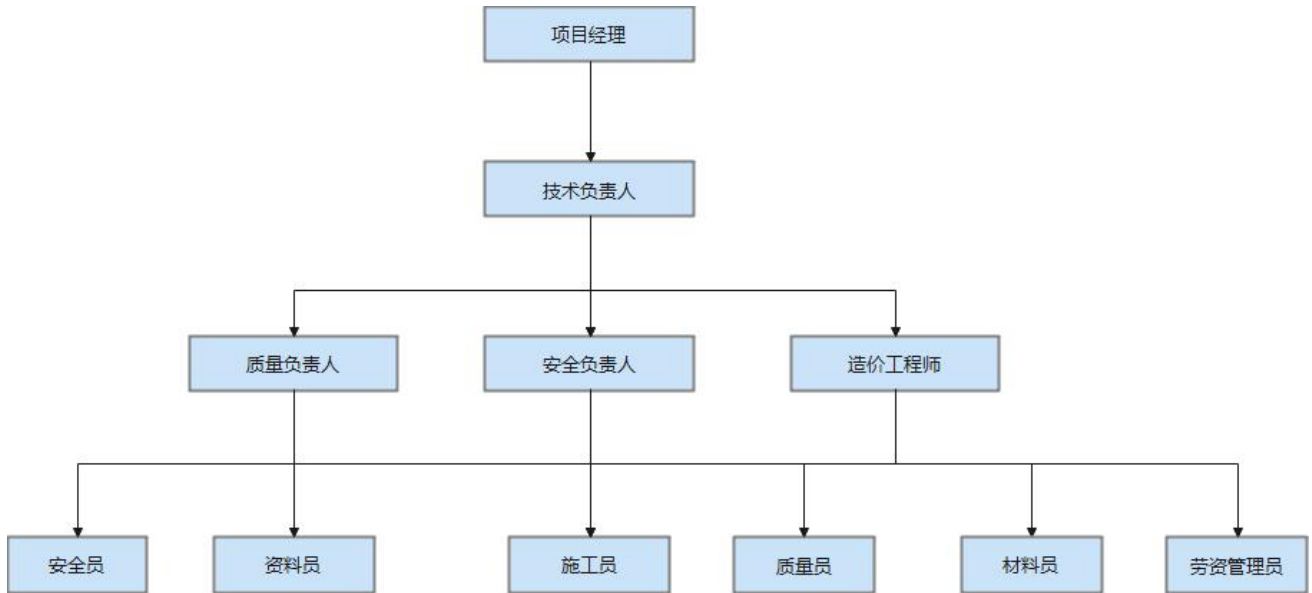 项目经理
技术负责人
质量负责人
安全负责人
造价工程师
安全员
资料员
施工员
质量员
材料员
劳资管理员